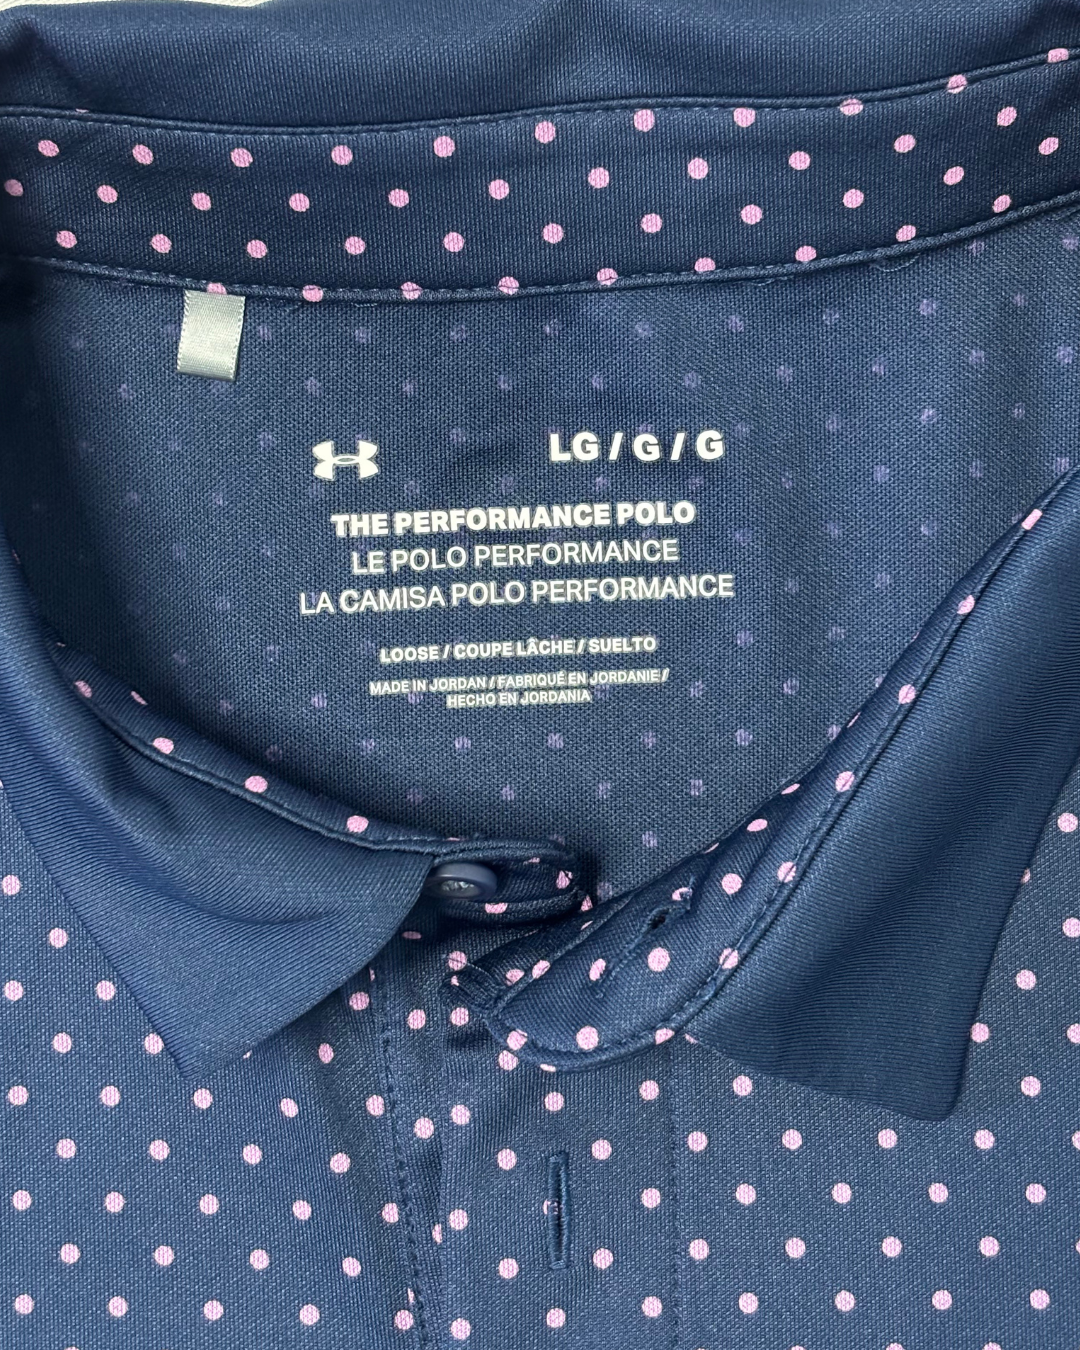 LG / G / G
THE PERFORMANCE POLO
LE POLO PERFORMANCE
LA CAMISA POLO PERFORMANCE
LOOSE / COUPE LÂCHE / SUELTO
MADE IN JORDAN / FABRIQUÉ EN JORDANIE /
HECHO EN JORDANIA